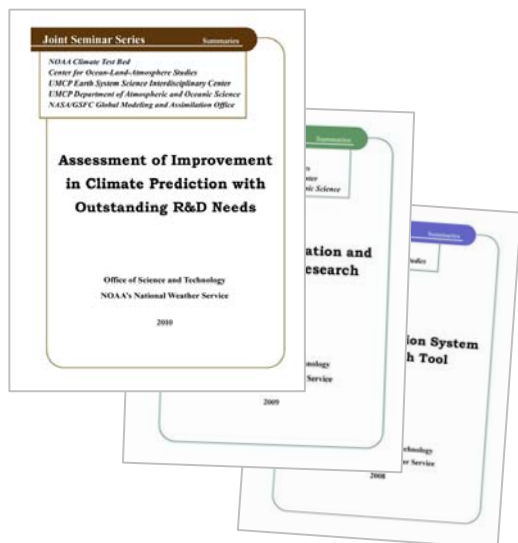 Joint Seminar Series
Summaries
NOAA Climate Test Bed
Center for Ocean-Land-Atmosphere Studies
UMCP Earth System Science Interdisciplinary Center
UMCP Department of Atmospheric and Oceanic Science
NASA/GSFC Global Modeling and Assimilation Office
Assessment of Improvement
in Climate Prediction with
Outstanding R&D Needs
Office of Science and Technology
NOAA's National Weather Service
2010
Summaries
ation and
esearch
nology
Service
2009
Summaries
ion System
h Tool
chnology
er Service
2008